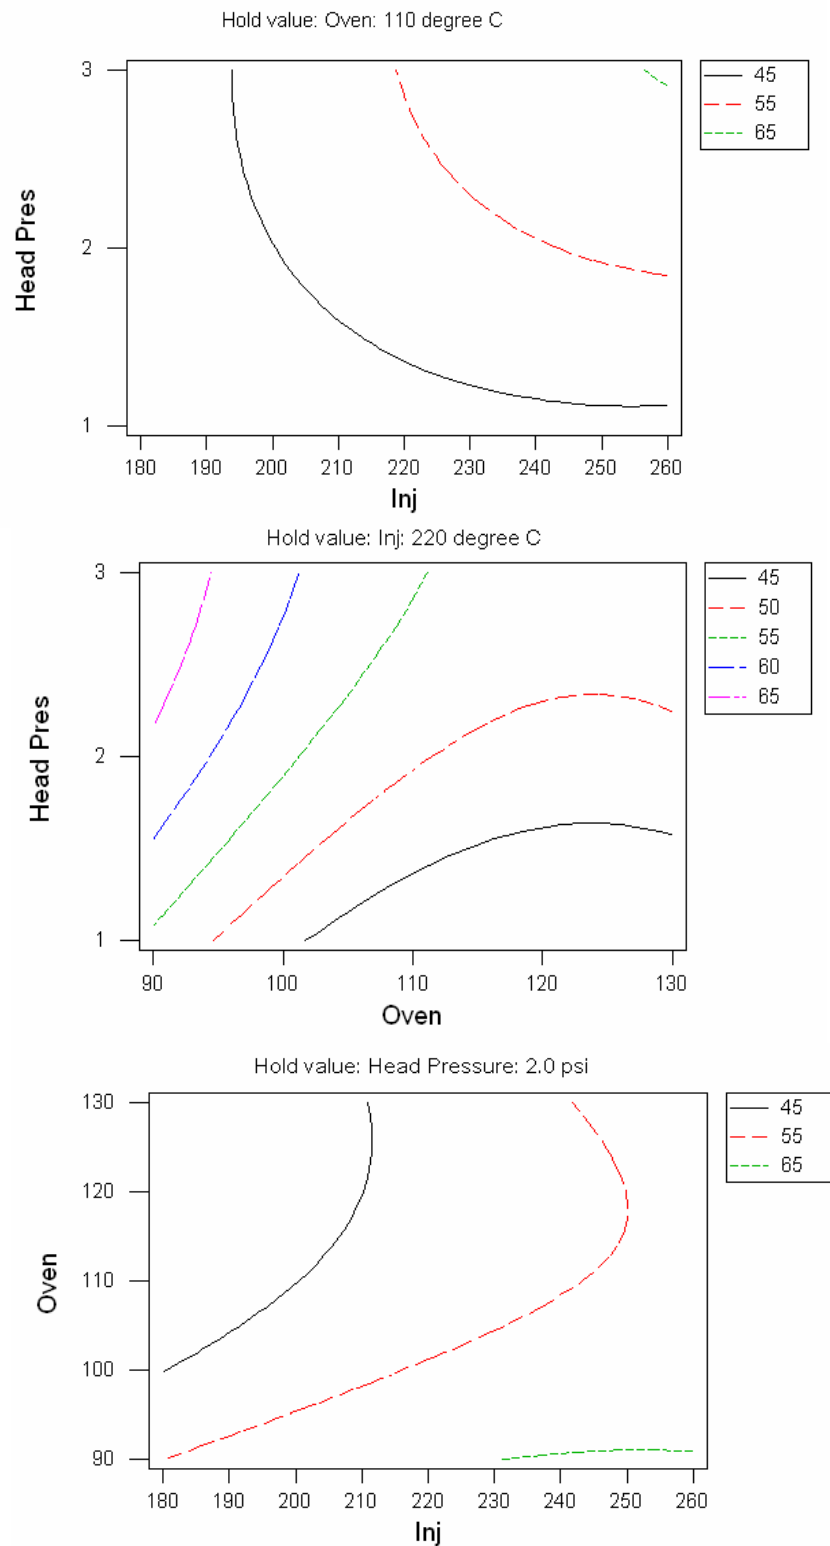 Hold value: Oven: 110 degree C
3
2
1
Head Pres
180 190 200 210 220 230 240 250 260
Inj
45
55
65
Hold value: Inj: 220 degree C
3
2
1
Head Pres
90 100 110 120 130
Oven
45
50
55
60
65
Hold value: Head Pressure: 2.0 psi
130
120
110
100
90
Oven
180 190 200 210 220 230 240 250 260
Inj
45
55
65